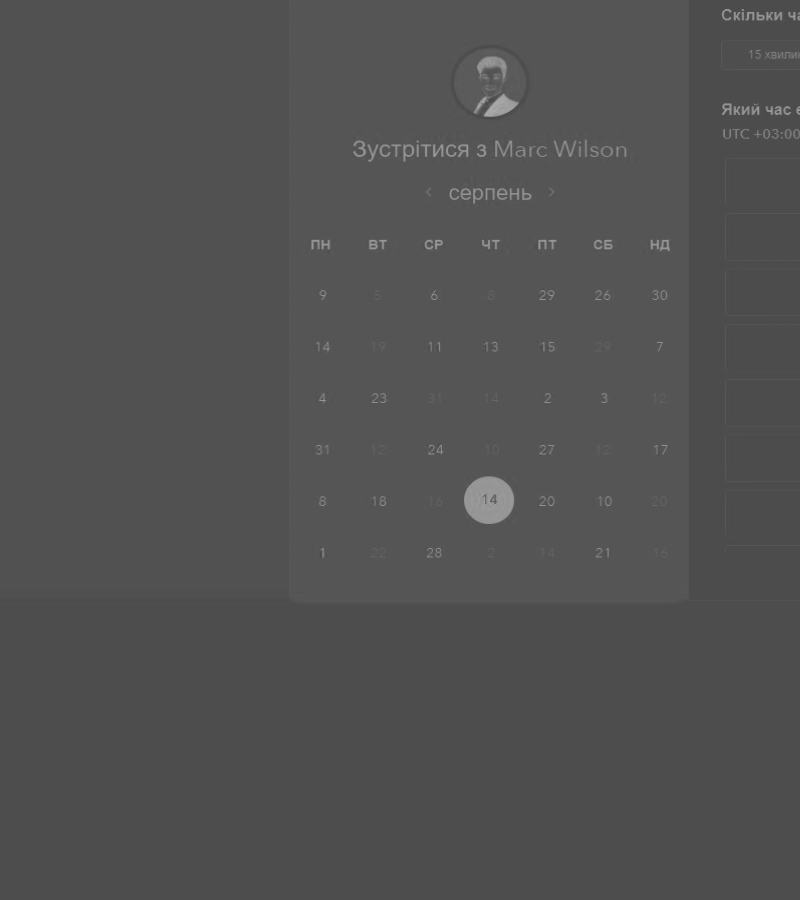 Скільки
15
Який час
UTC +03:00
Зустрітися з Marc Wilson
‹ серпень ›
ПН ВТ СР ЧТ ПТ СБ НД
9 5 6 8 29 26 30
14 19 11 13 15 29 7
4 23 31 14 2 3 12
31 12 24 10 27 12 17
8 18 16 14 20 10 20
1 22 28 2 14 21 16